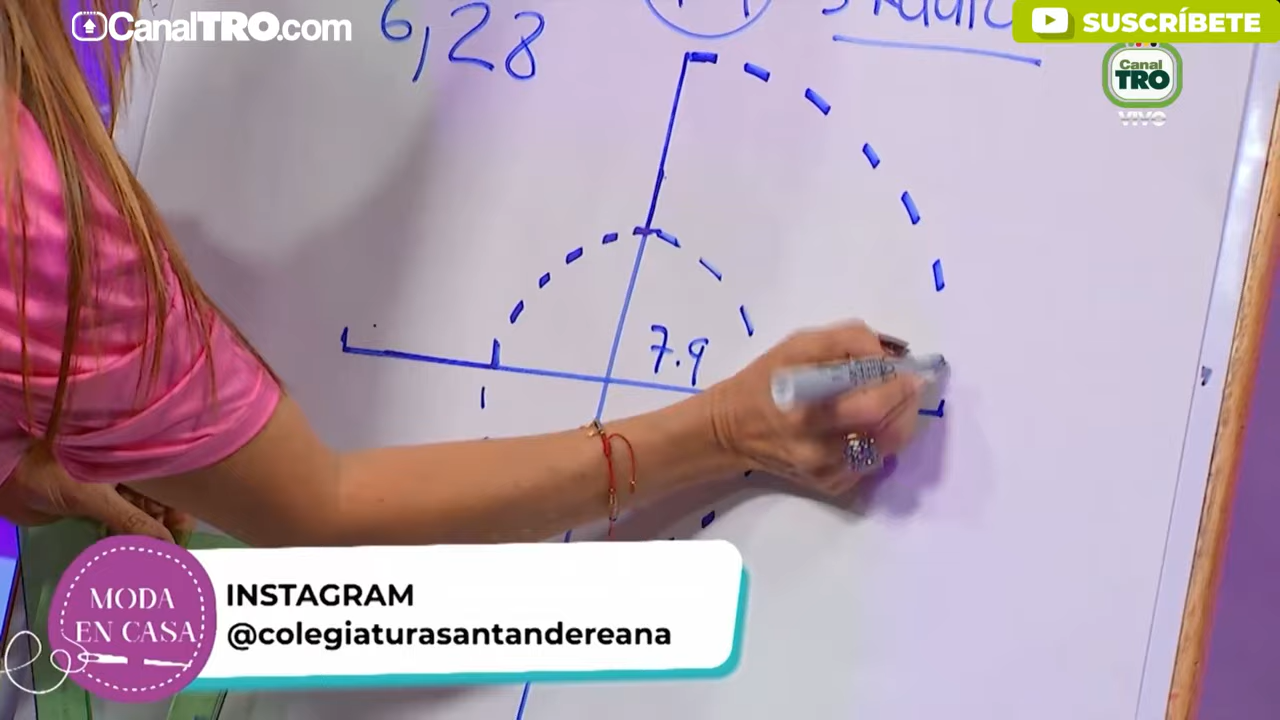 CanalTRO.com
SUSCRÍBETE
6,28
Canal
TRO
VIVO
7.9
MODA
EN CASA
INSTAGRAM
@colegiaturasantandereana